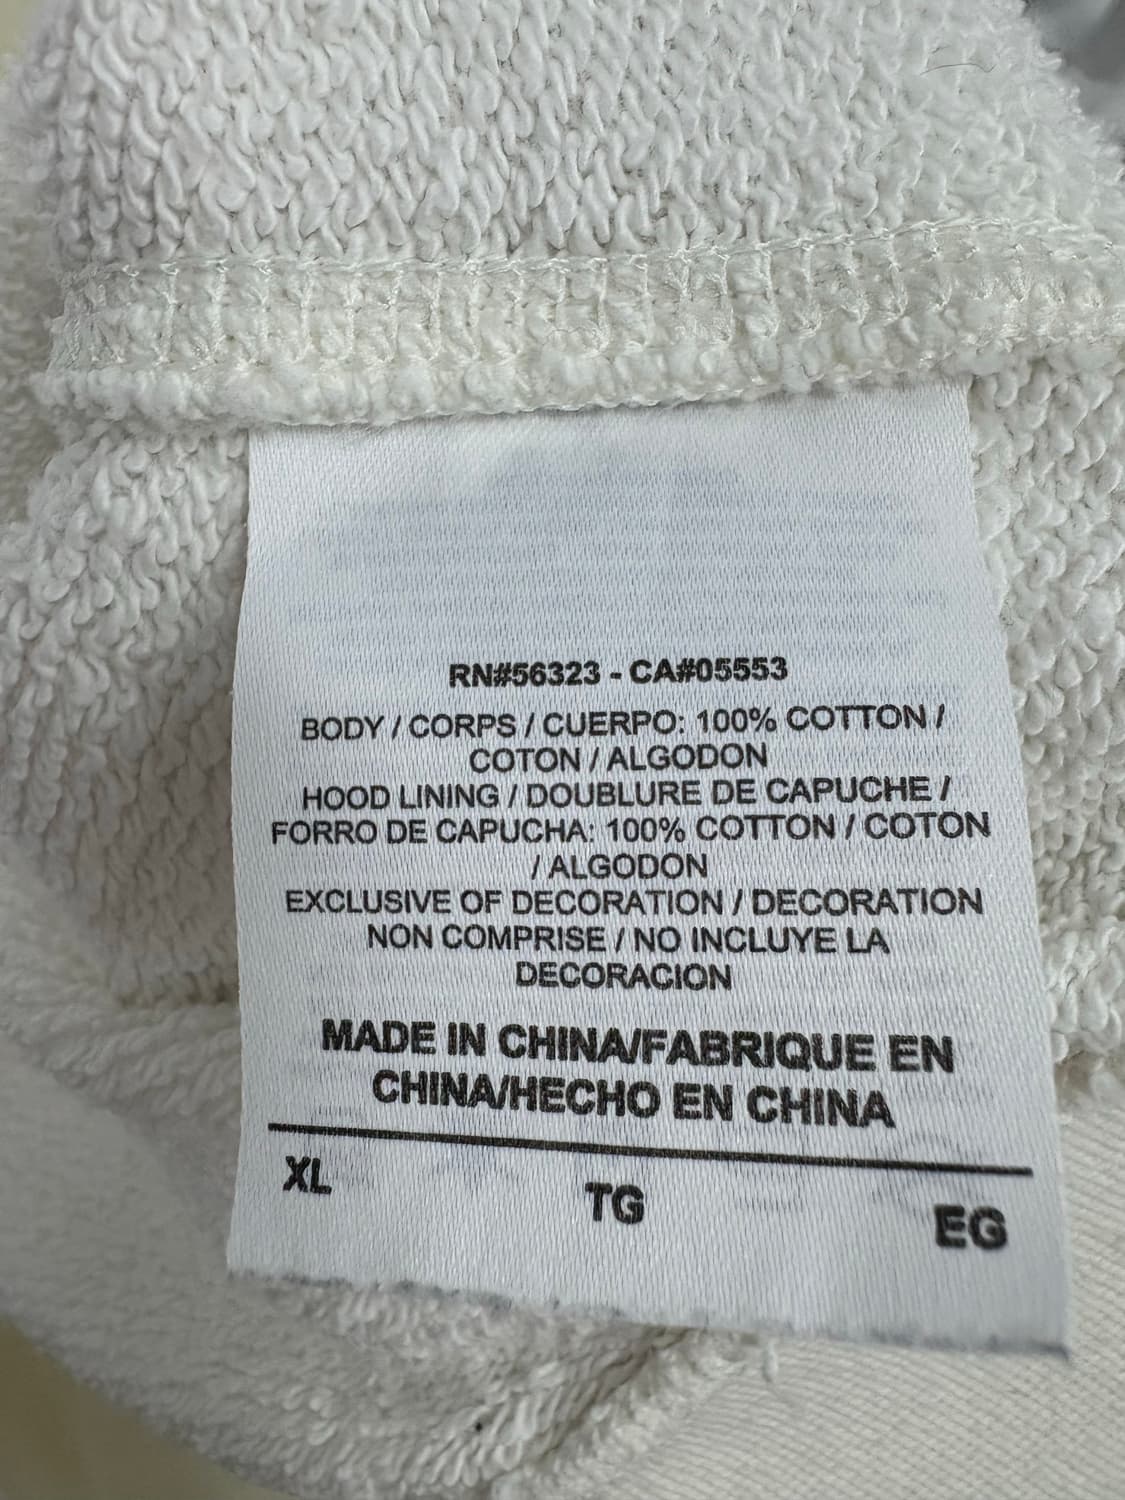 RN#56323 - CA#05553
BODY / CORPS / CUERPO: 100% COTTON /
COTON / ALGODON
HOOD LINING / DOUBLURE DE CAPUCHE /
FORRO DE CAPUCHA: 100% COTTON / COTON
/ ALGODON
EXCLUSIVE OF DECORATION / DECORATION
NON COMPRISE / NO INCLUYE LA
DECORACION
MADE IN CHINA/FABRIQUE EN
CHINA/HECHO EN CHINA
XL TG EG